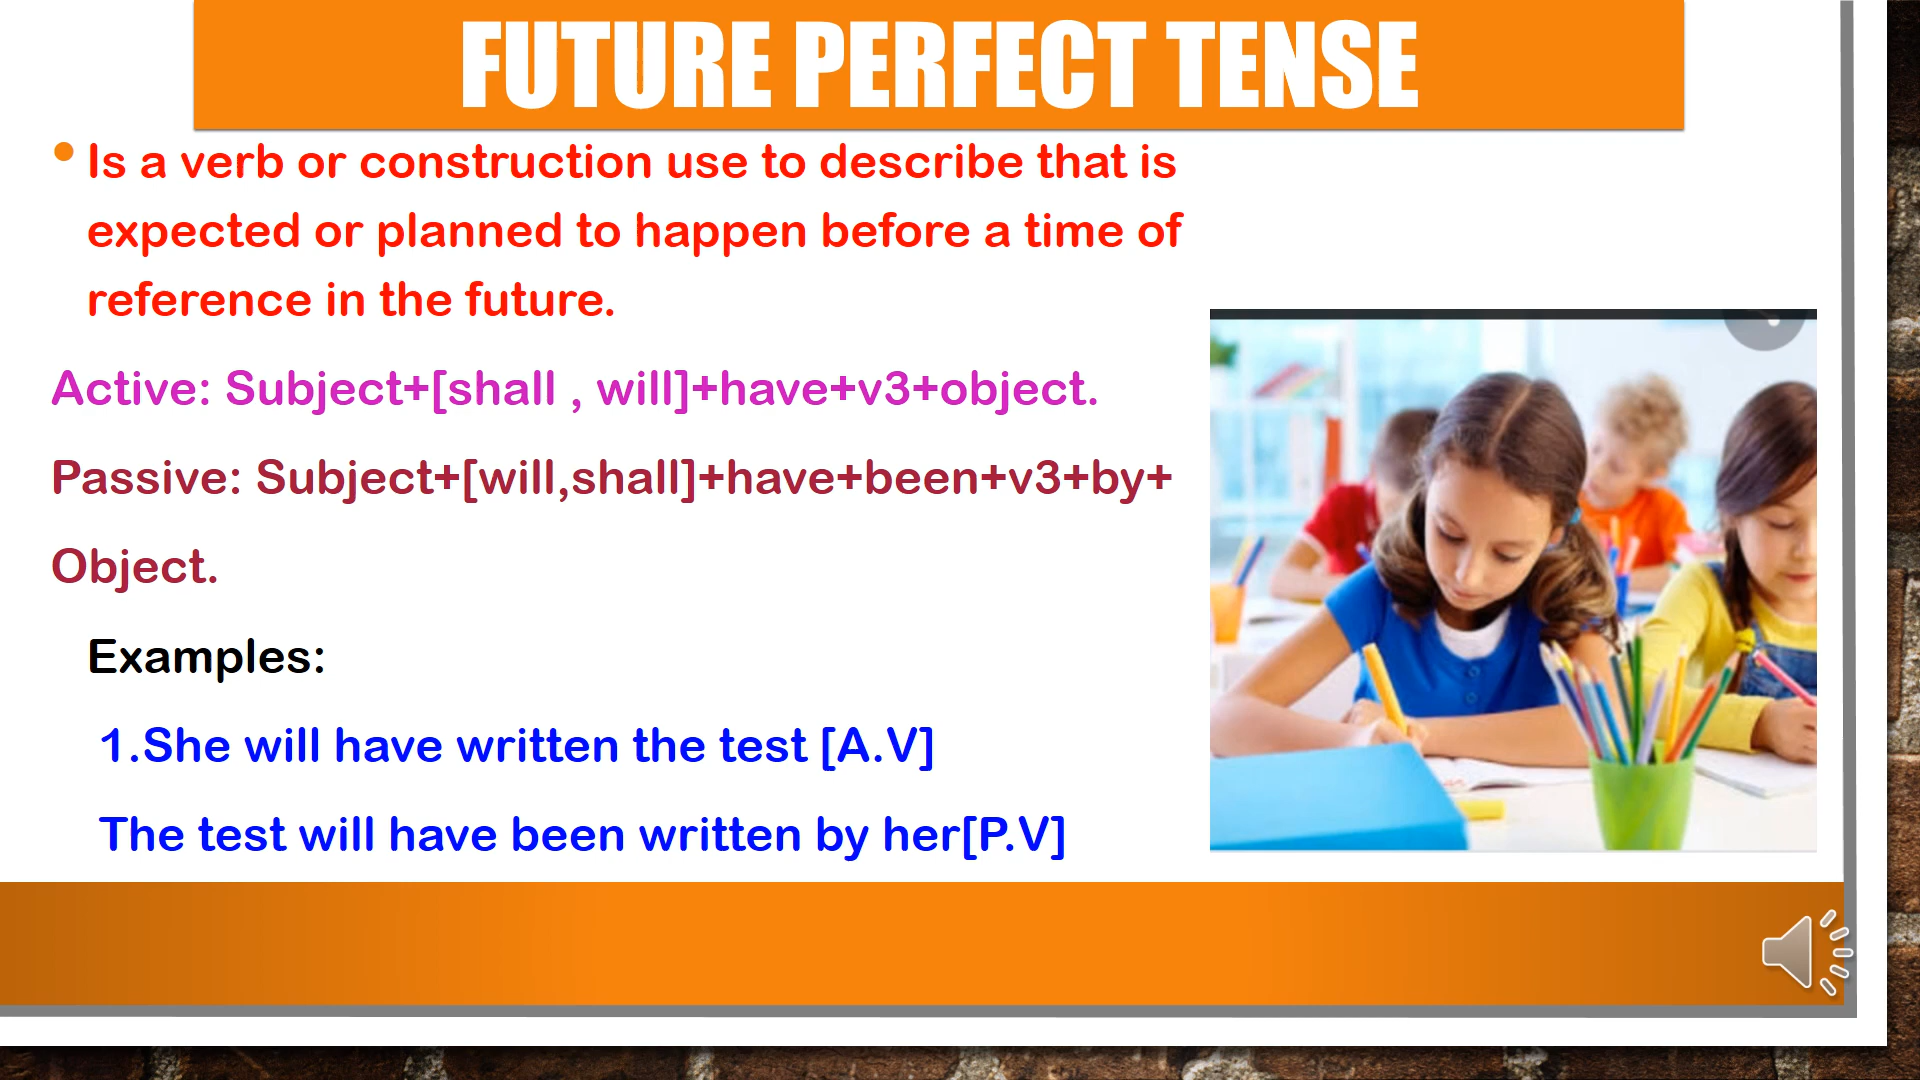 FUTURE PERFECT TENSE
• Is a verb or construction use to describe that is
expected or planned to happen before a time of
reference in the future.
Active: Subject+[shall , will]+have+v3+object.
Passive: Subject+[will,shall]+have+been+v3+by+
Object.
Examples:
1.She will have written the test [A.V]
The test will have been written by her[P.V]